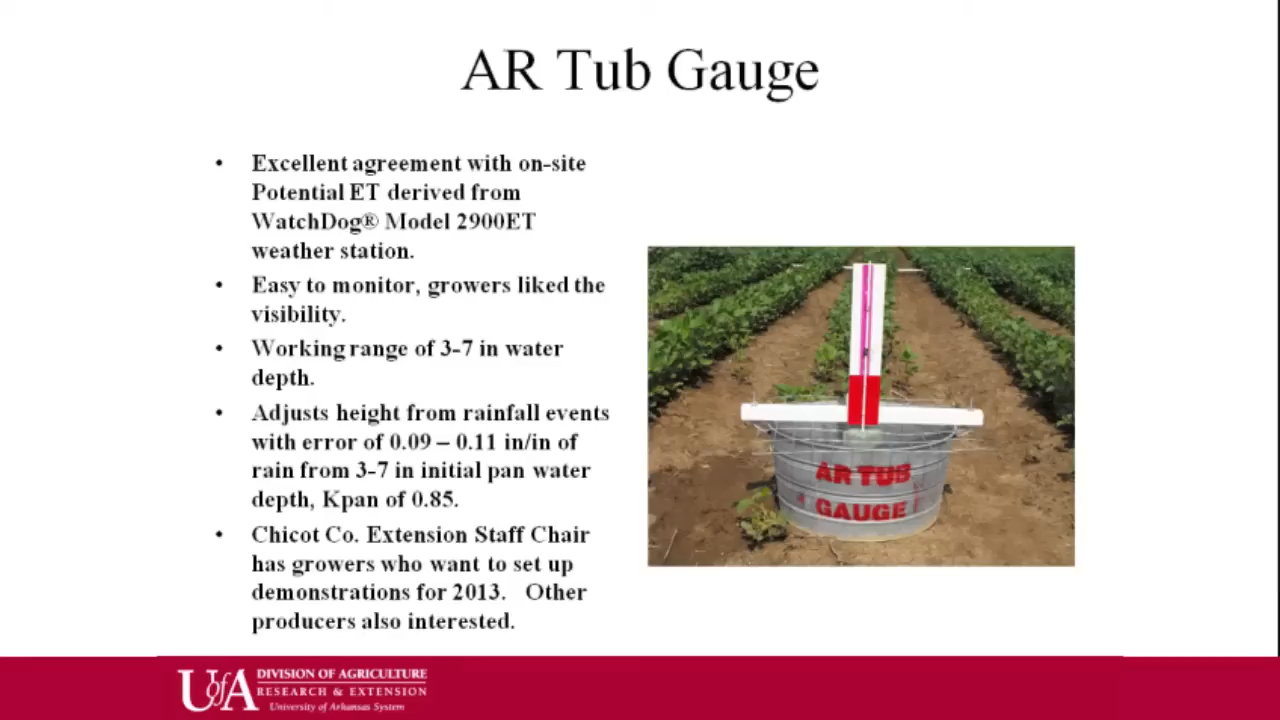 AR Tub Gauge
• Excellent agreement with on-site
Potential ET derived from
WatchDog® Model 2900ET
weather station.
• Easy to monitor, growers liked the
visibility.
• Working range of 3-7 in water
depth.
• Adjusts height from rainfall events
with error of 0.09 – 0.11 in/in of
rain from 3-7 in initial pan water
depth, Kpan of 0.85.
• Chicot Co. Extension Staff Chair
has growers who want to set up
demonstrations for 2013. Other
producers also interested.
AR TUB
GAUGE
UofA
DIVISION OF AGRICULTURE
RESEARCH & EXTENSION
University of Arkansas System